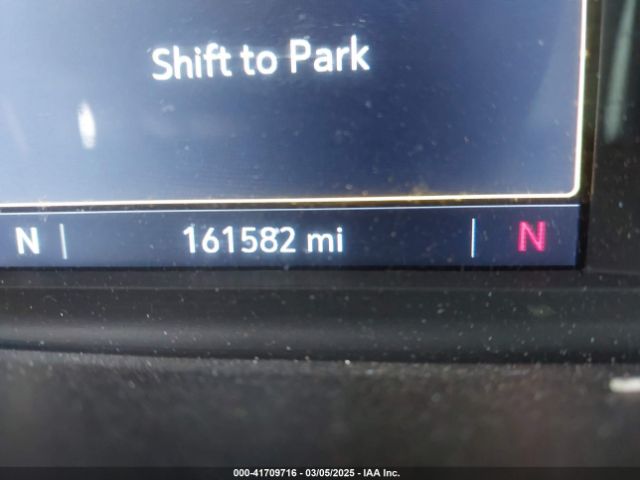 Shift to Park
N 161582 mi N
000-41709716 - 03/05/2025 - IAA Inc.